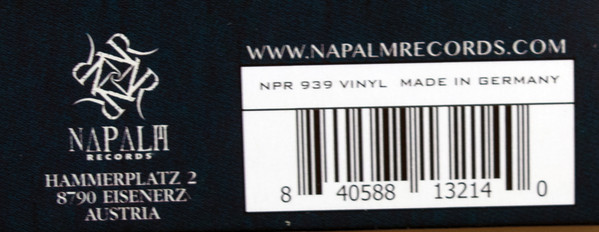 WWW.NAPALMRECORDS.COM
NPR 939 VINYL MADE IN GERMANY
NAPALM
RECORDS
HAMMERPLATZ 2
8790 EISENERZ
AUSTRIA
8 40588 13214 0